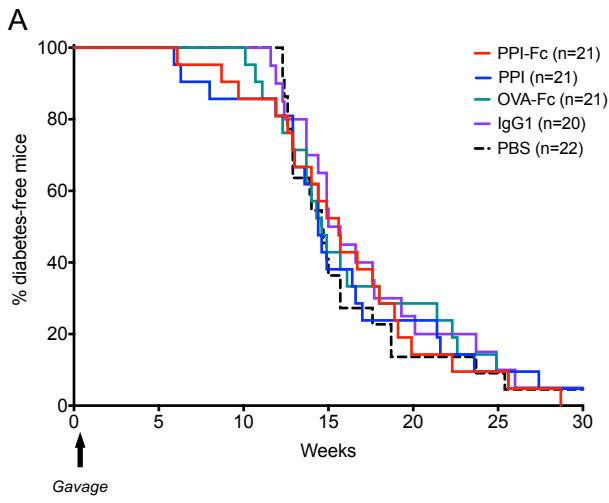 A
% diabetes-free mice
100
80
60
40
20
0
0 5 10 15 20 25 30
Weeks
Gavage
PPI-Fc (n=21)
PPI (n=21)
OVA-Fc (n=21)
IgG1 (n=20)
PBS (n=22)